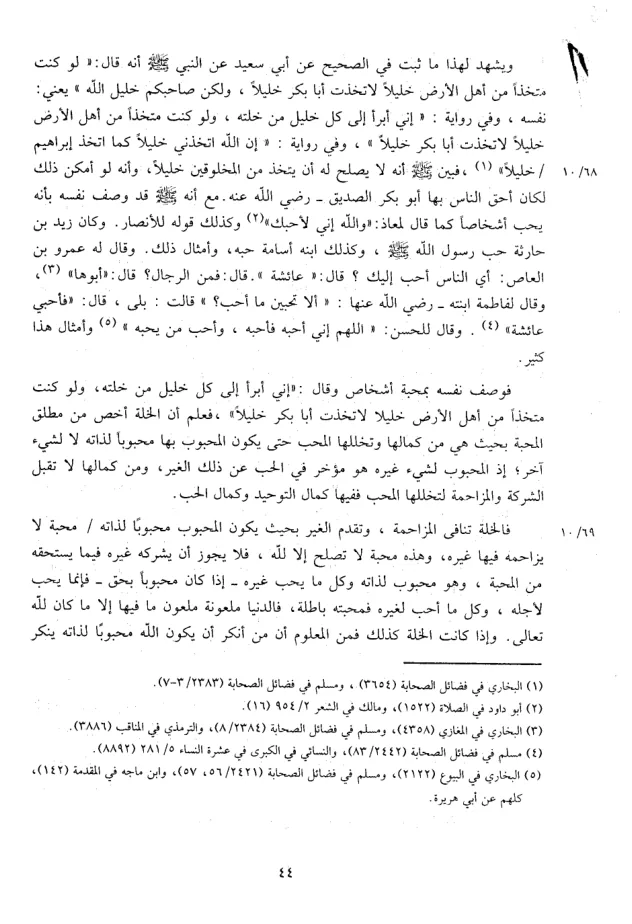 ويشهد لهذا ما ثبت في الصحيح عن أبي سعيد عن النبي ﷺ أنه قال: « لو كنت
متخذاً من أهل الأرض خليلاً لاتخذت أبا بكر خليلاً ، ولكن صاحبكم خليل الله » يعني:
نفسه ، وفي رواية : « إني أبرأ إلى كل خليل من خلته ، ولو كنت متخذاً من أهل الأرض
خليلاً لاتخذت أبا بكر خليلاً » ، وفي رواية : « إن الله اتخذني خليلاً كما اتخذ إبراهيم
١٠/٦٨ / خليلاً» (١) ، فبين ﷺ أنه لا يصلح له أن يتخذ من المخلوقين خليلاً، وأنه لو أمكن ذلك
لكان أحق الناس بها أبو بكر الصديق ـ رضي الله عنه. مع أنه ﷺ قد وصف نفسه بأنه
يحب أشخاصاً كما قال لمعاذ: «والله إني لأحبك»(٢) وكذلك قوله للأنصار. وكان زيد بن
حارثة حب رسول الله ﷺ ، وكذلك ابنه أسامة حبه، وأمثال ذلك. وقال له عمرو بن
العاص: أي الناس أحب إليك ؟ قال: « عائشة ». قال: فمن الرجال؟ قال: «أبوها» (٣)،
وقال لفاطمة ابنته ـ رضي الله عنها : « ألا تحبين ما أحب؟ » قالت : بلى ، قال: «فأحبي
عائشة» (٤) . وقال للحسن: « اللهم إني أحبه فأحبه ، وأحب من يحبه » (٥) وأمثال هذا
كثير.
فوصف نفسه بمحبة أشخاص وقال : «إني أبرأ إلى كل خليل من خلته، ولو كنت
متخذاً من أهل الأرض خليلا لاتخذت أبا بكر خليلاً» ، فعلم أن الخلة أخص من مطلق
المحبة بحيث هي من كمالها وتخللها المحب حتى يكون المحبوب بها محبوباً لذاته لا لشيء
آخر؛ إذ المحبوب لشيء غيره هو مؤخر في الحب عن ذلك الغير، ومن كمالها لا تقبل
الشركة والمزاحمة لتخللها المحب ففيها كمال التوحيد وكمال الحب.
١٠/٦٩ فالخلة تنافى المزاحمة ، وتقدم الغير بحيث يكون المحبوب محبوبًا لذاته / محبة لا
يزاحمه فيها غيره، وهذه محبة لا تصلح إلا لله ، فلا يجوز أن يشركه غيره فيما يستحقه
من المحبة ، وهو محبوب لذاته وكل ما يحب غيره ـ إذا كان محبوباً بحق ـ فإنما يحب
لأجله ، وكل ما أحب لغيره فمحبته باطلة، فالدنيا ملعونة ملعون ما فيها إلا ما كان لله
تعالى. وإذا كانت الخلة كذلك فمن المعلوم أن من أنكر أن يكون الله محبوبًا لذاته ينكر
(١) البخاري في فضائل الصحابة (٣٦٥٤) ، ومسلم في فضائل الصحابة (٢٣٨٣/ ٣-٧).
(٢) أبو داود في الصلاة (١٥٢٢)، ومالك في الشعر ٢/ ٩٥٤ (١٦).
(٣) البخاري في المغازي (٤٣٥٨)، ومسلم في فضائل الصحابة (٢٣٨٤/ ٨)، والترمذي في المناقب (٣٨٨٦).
(٤) مسلم في فضائل الصحابة (٢٤٤٢/ ٨٣)، والنسائي في الكبرى في عشرة النساء ٥/ ٢٨١ (٨٨٩٢).
(٥) البخاري في البيوع (٢١٢٢)، ومسلم في فضائل الصحابة (٢٤٢١/ ٥٦، ٥٧)، وابن ماجه في المقدمة (١٤٢)،
كلهم عن أبي هريرة.
٤٤